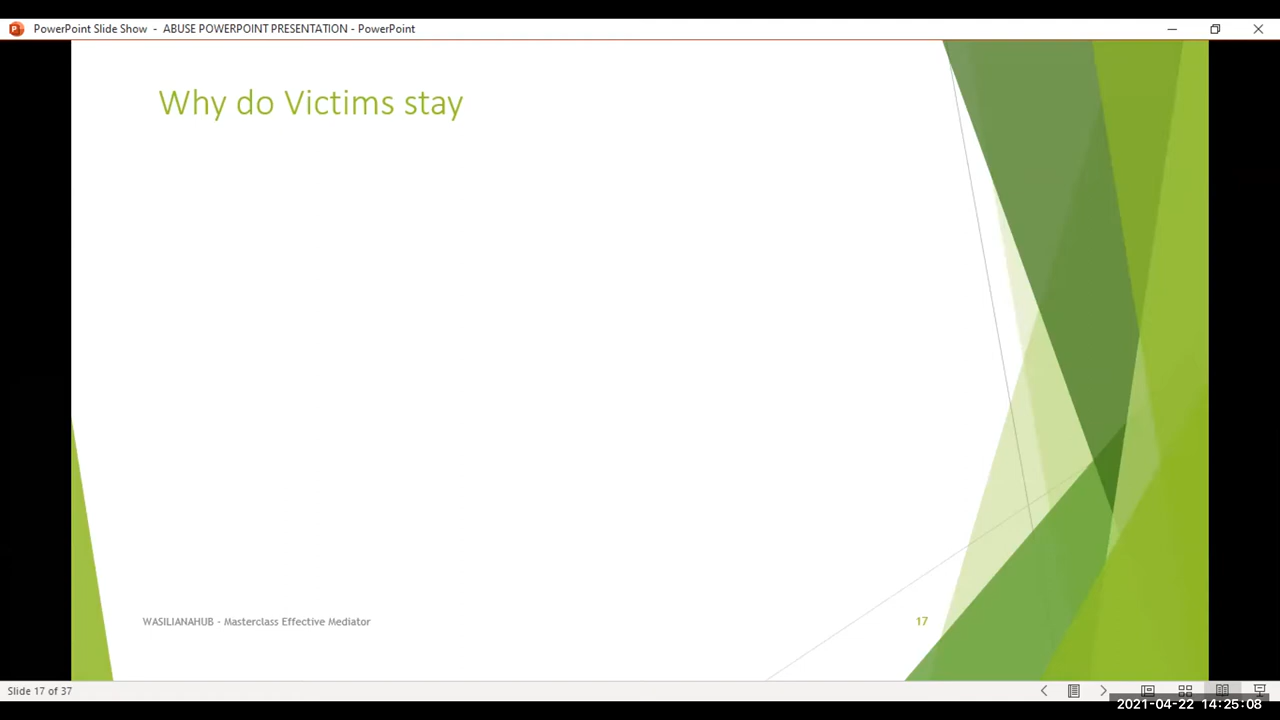 PowerPoint Slide Show - ABUSE POWERPOINT PRESENTATION - PowerPoint
Why do Victims stay
WASILIANAHUB - Masterclass Effective Mediator
17
Slide 17 of 37
2021-04-22 14:25:08